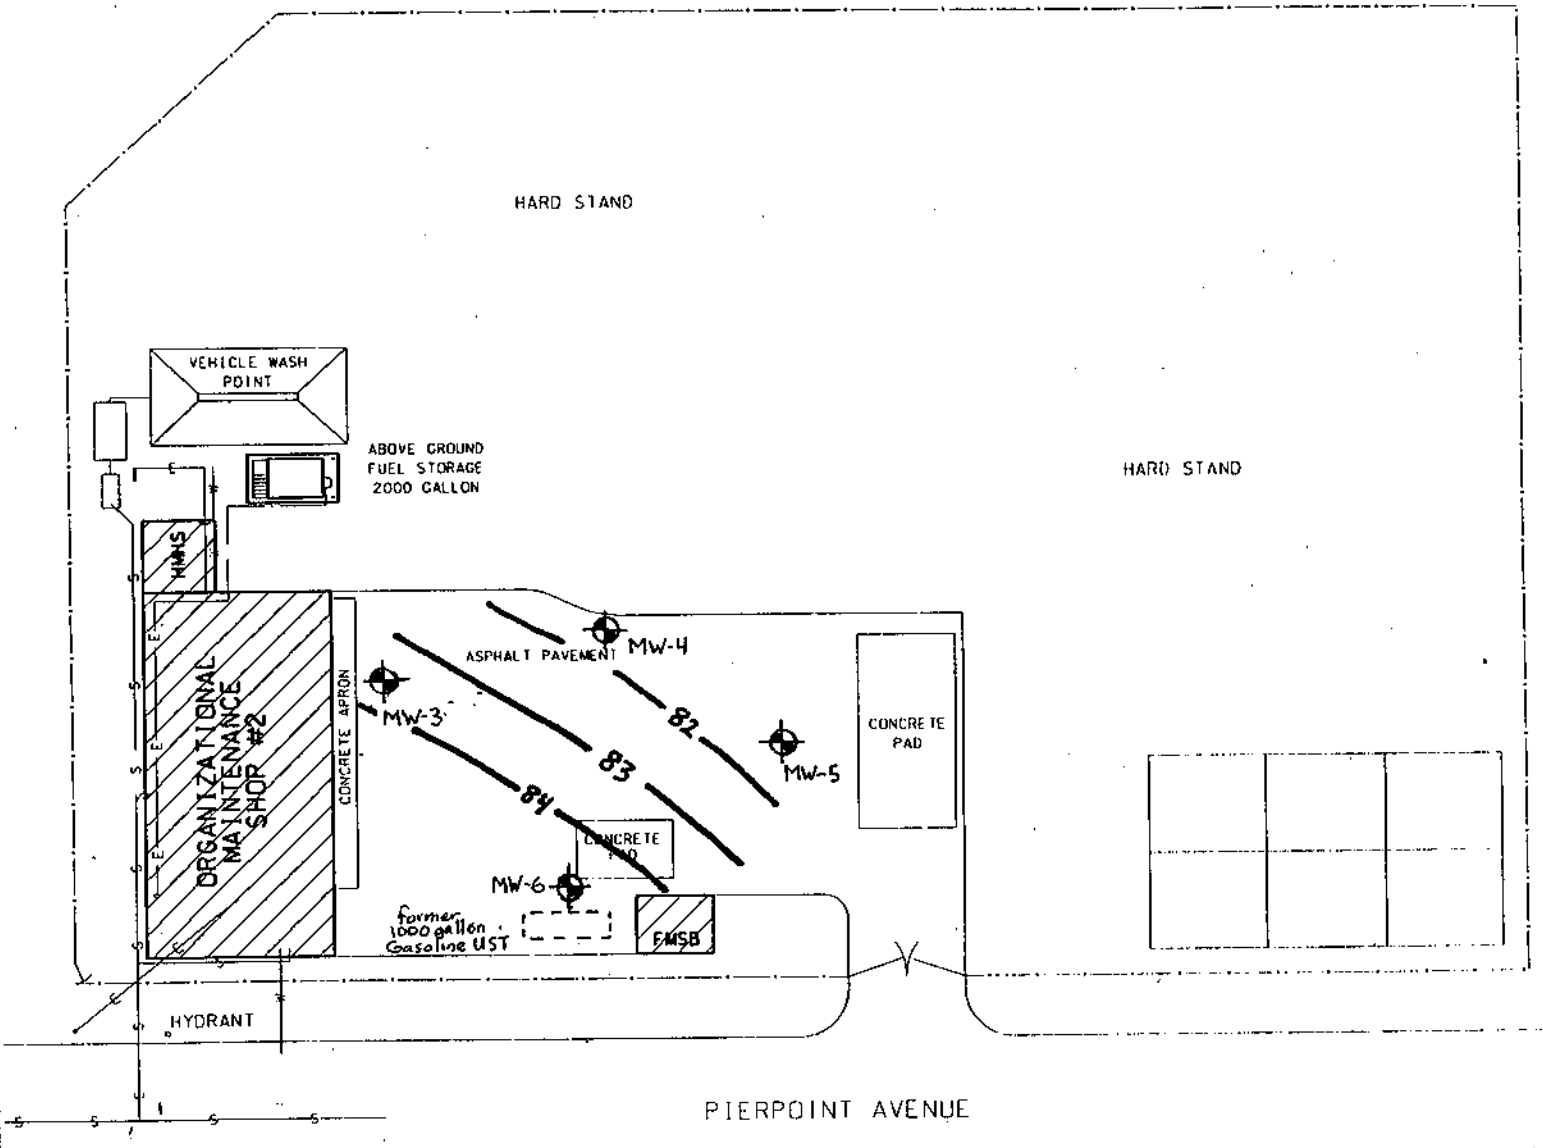 HARD STAND
VEHICLE WASH
POINT
ABOVE GROUND
FUEL STORAGE
2000 GALLON
HARD STAND
HMHS
ORGANIZATIONAL
MAINTENANCE
SHOP #2
CONCRETE APRON
MW-3
ASPHALT PAVEMENT
MW-4
82
83
84
MW-5
CONCRETE
PAD
CONCRETE
PAD
MW-6
former
1000 gallon
Gasoline UST
FMSB
HYDRANT
PIERPOINT AVENUE